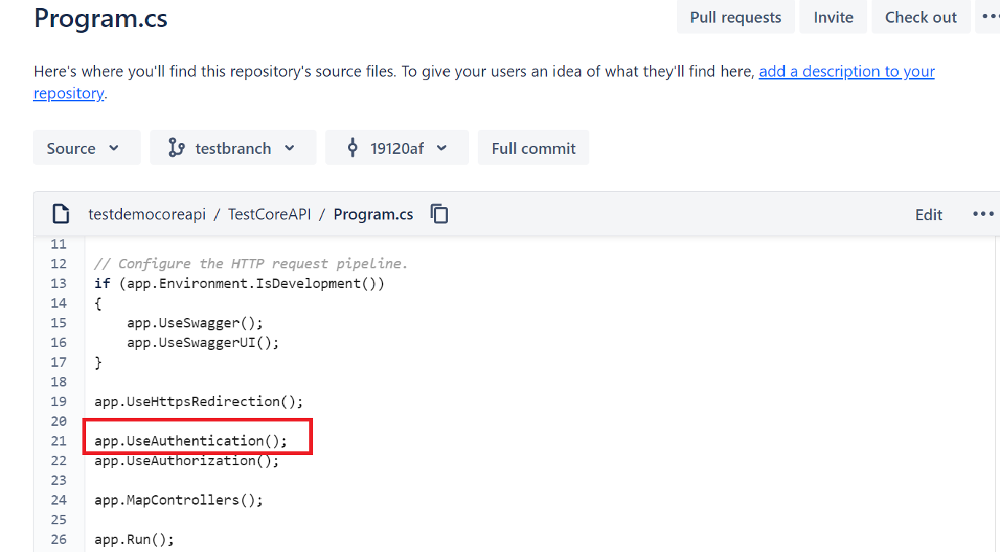 Program.cs
Pull requests
Invite
Check out
Here's where you'll find this repository's source files. To give your users an idea of what they'll find here, add a description to your
repository.
Source
testbranch
19120af
Full commit
testdemocoreapi / TestCoreAPI / Program.cs
Edit
11
12 // Configure the HTTP request pipeline.
13 if (app.Environment.IsDevelopment())
14 {
15     app.UseSwagger();
16     app.UseSwaggerUI();
17 }
18
19 app.UseHttpsRedirection();
20
21 app.UseAuthentication();
22 app.UseAuthorization();
23
24 app.MapControllers();
25
26 app.Run();